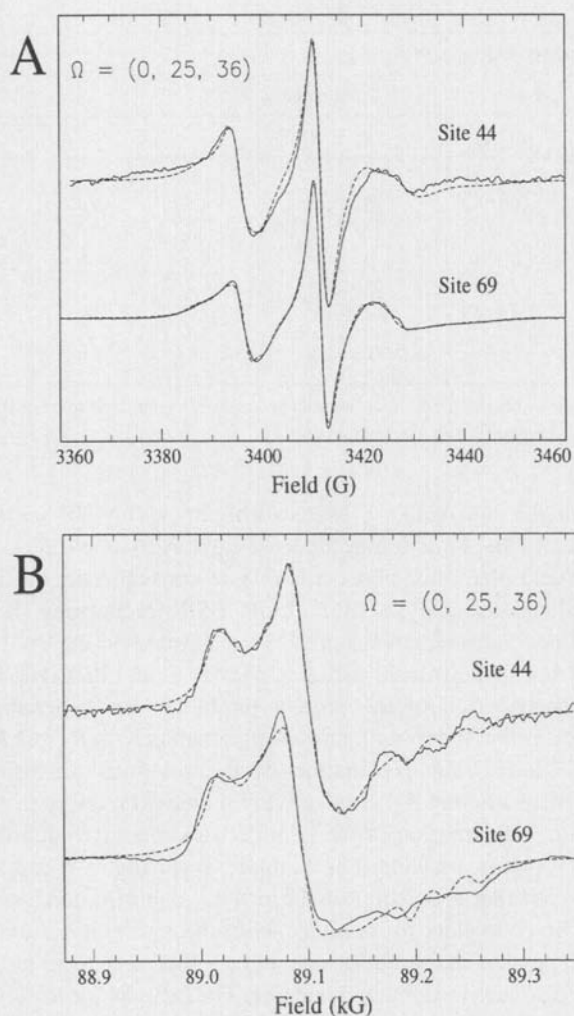 A
Ω = (0, 25, 36)
Site 44
Site 69
3360 3380 3400 3420 3440 3460
Field (G)
B
Ω = (0, 25, 36)
Site 44
Site 69
88.9 89.0 89.1 89.2 89.3
Field (kG)